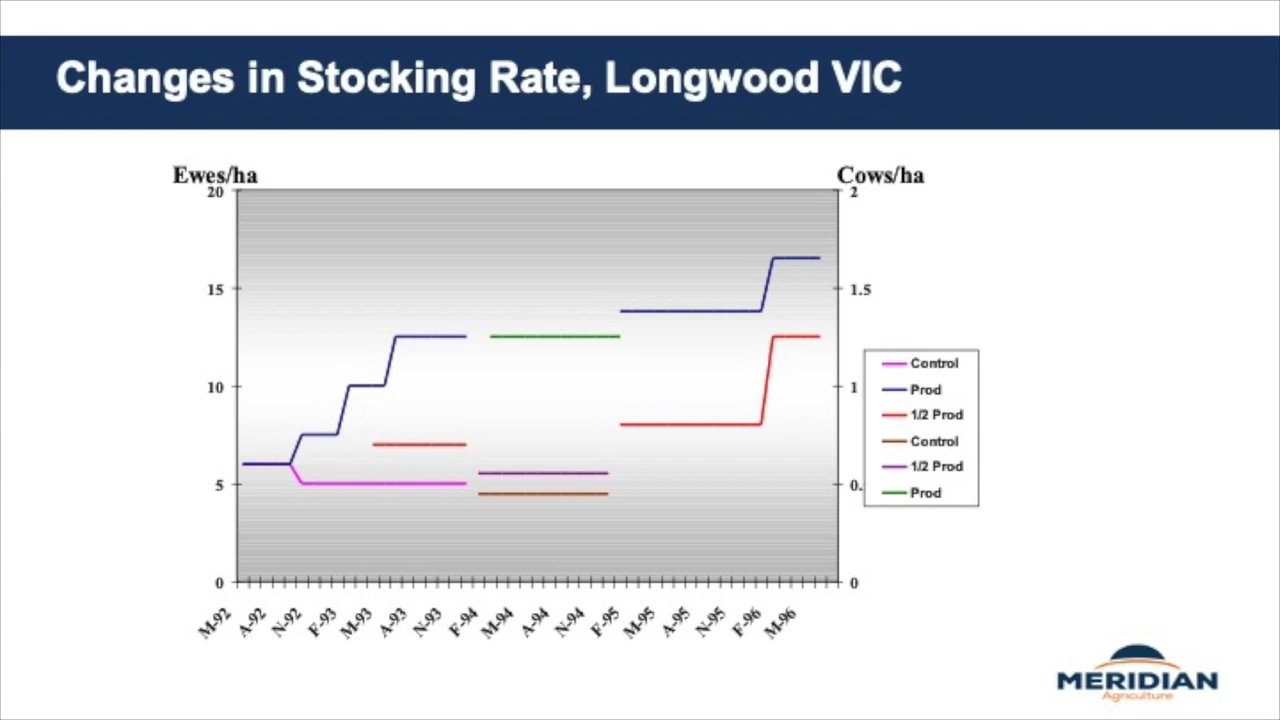 Changes in Stocking Rate, Longwood VIC
Ewes/ha
Cows/ha
20
15
10
5
0
2
1.5
1
0.
0
Control
Prod
1/2 Prod
Control
1/2 Prod
Prod
M-92
A-92
N-92
F-93
M-93
A-93
N-93
F-94
M-94
A-94
N-94
F-95
M-95
A-95
N-95
F-96
M-96
MERIDIAN
Agriculture